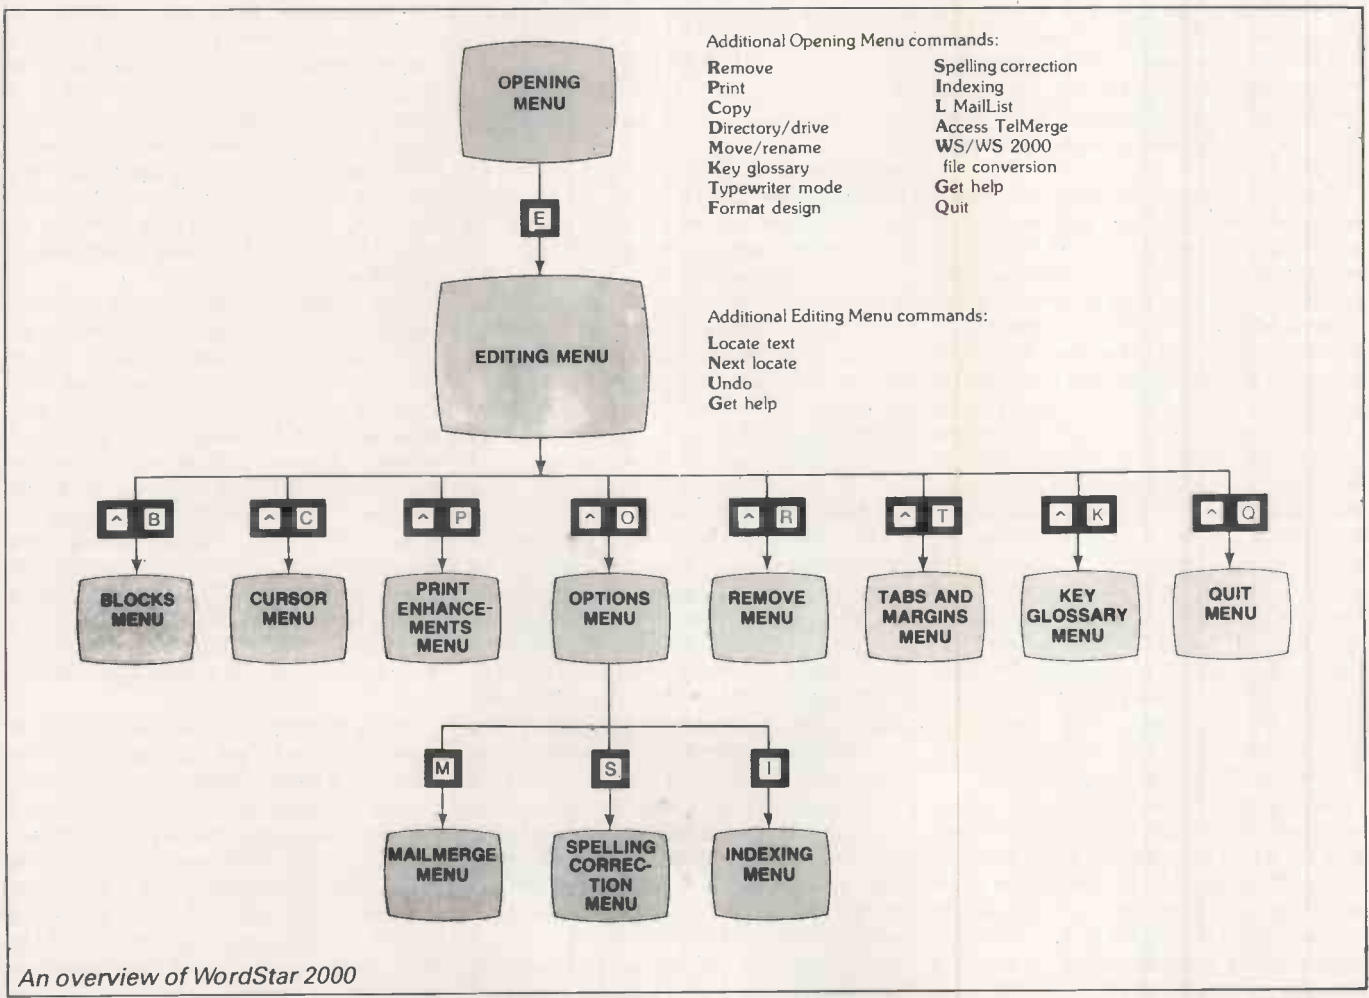 OPENING
MENU
Additional Opening Menu commands:
Remove
Print
Copy
Directory/drive
Move/rename
Key glossary
Typewriter mode
Format design
Spelling correction
Indexing
L MailList
Access TelMerge
WS/WS 2000
file conversion
Get help
Quit
E
EDITING MENU
Additional Editing Menu commands:
Locate text
Next locate
Undo
Get help
^ B
^ C
^ P
^ O
^ R
^ T
^ K
^ Q
BLOCKS
MENU
CURSOR
MENU
PRINT
ENHANCE-
MENTS
MENU
OPTIONS
MENU
REMOVE
MENU
TABS AND
MARGINS
MENU
KEY
GLOSSARY
MENU
QUIT
MENU
M
S
I
MAILMERGE
MENU
SPELLING
CORREC-
TION
MENU
INDEXING
MENU
An overview of WordStar 2000